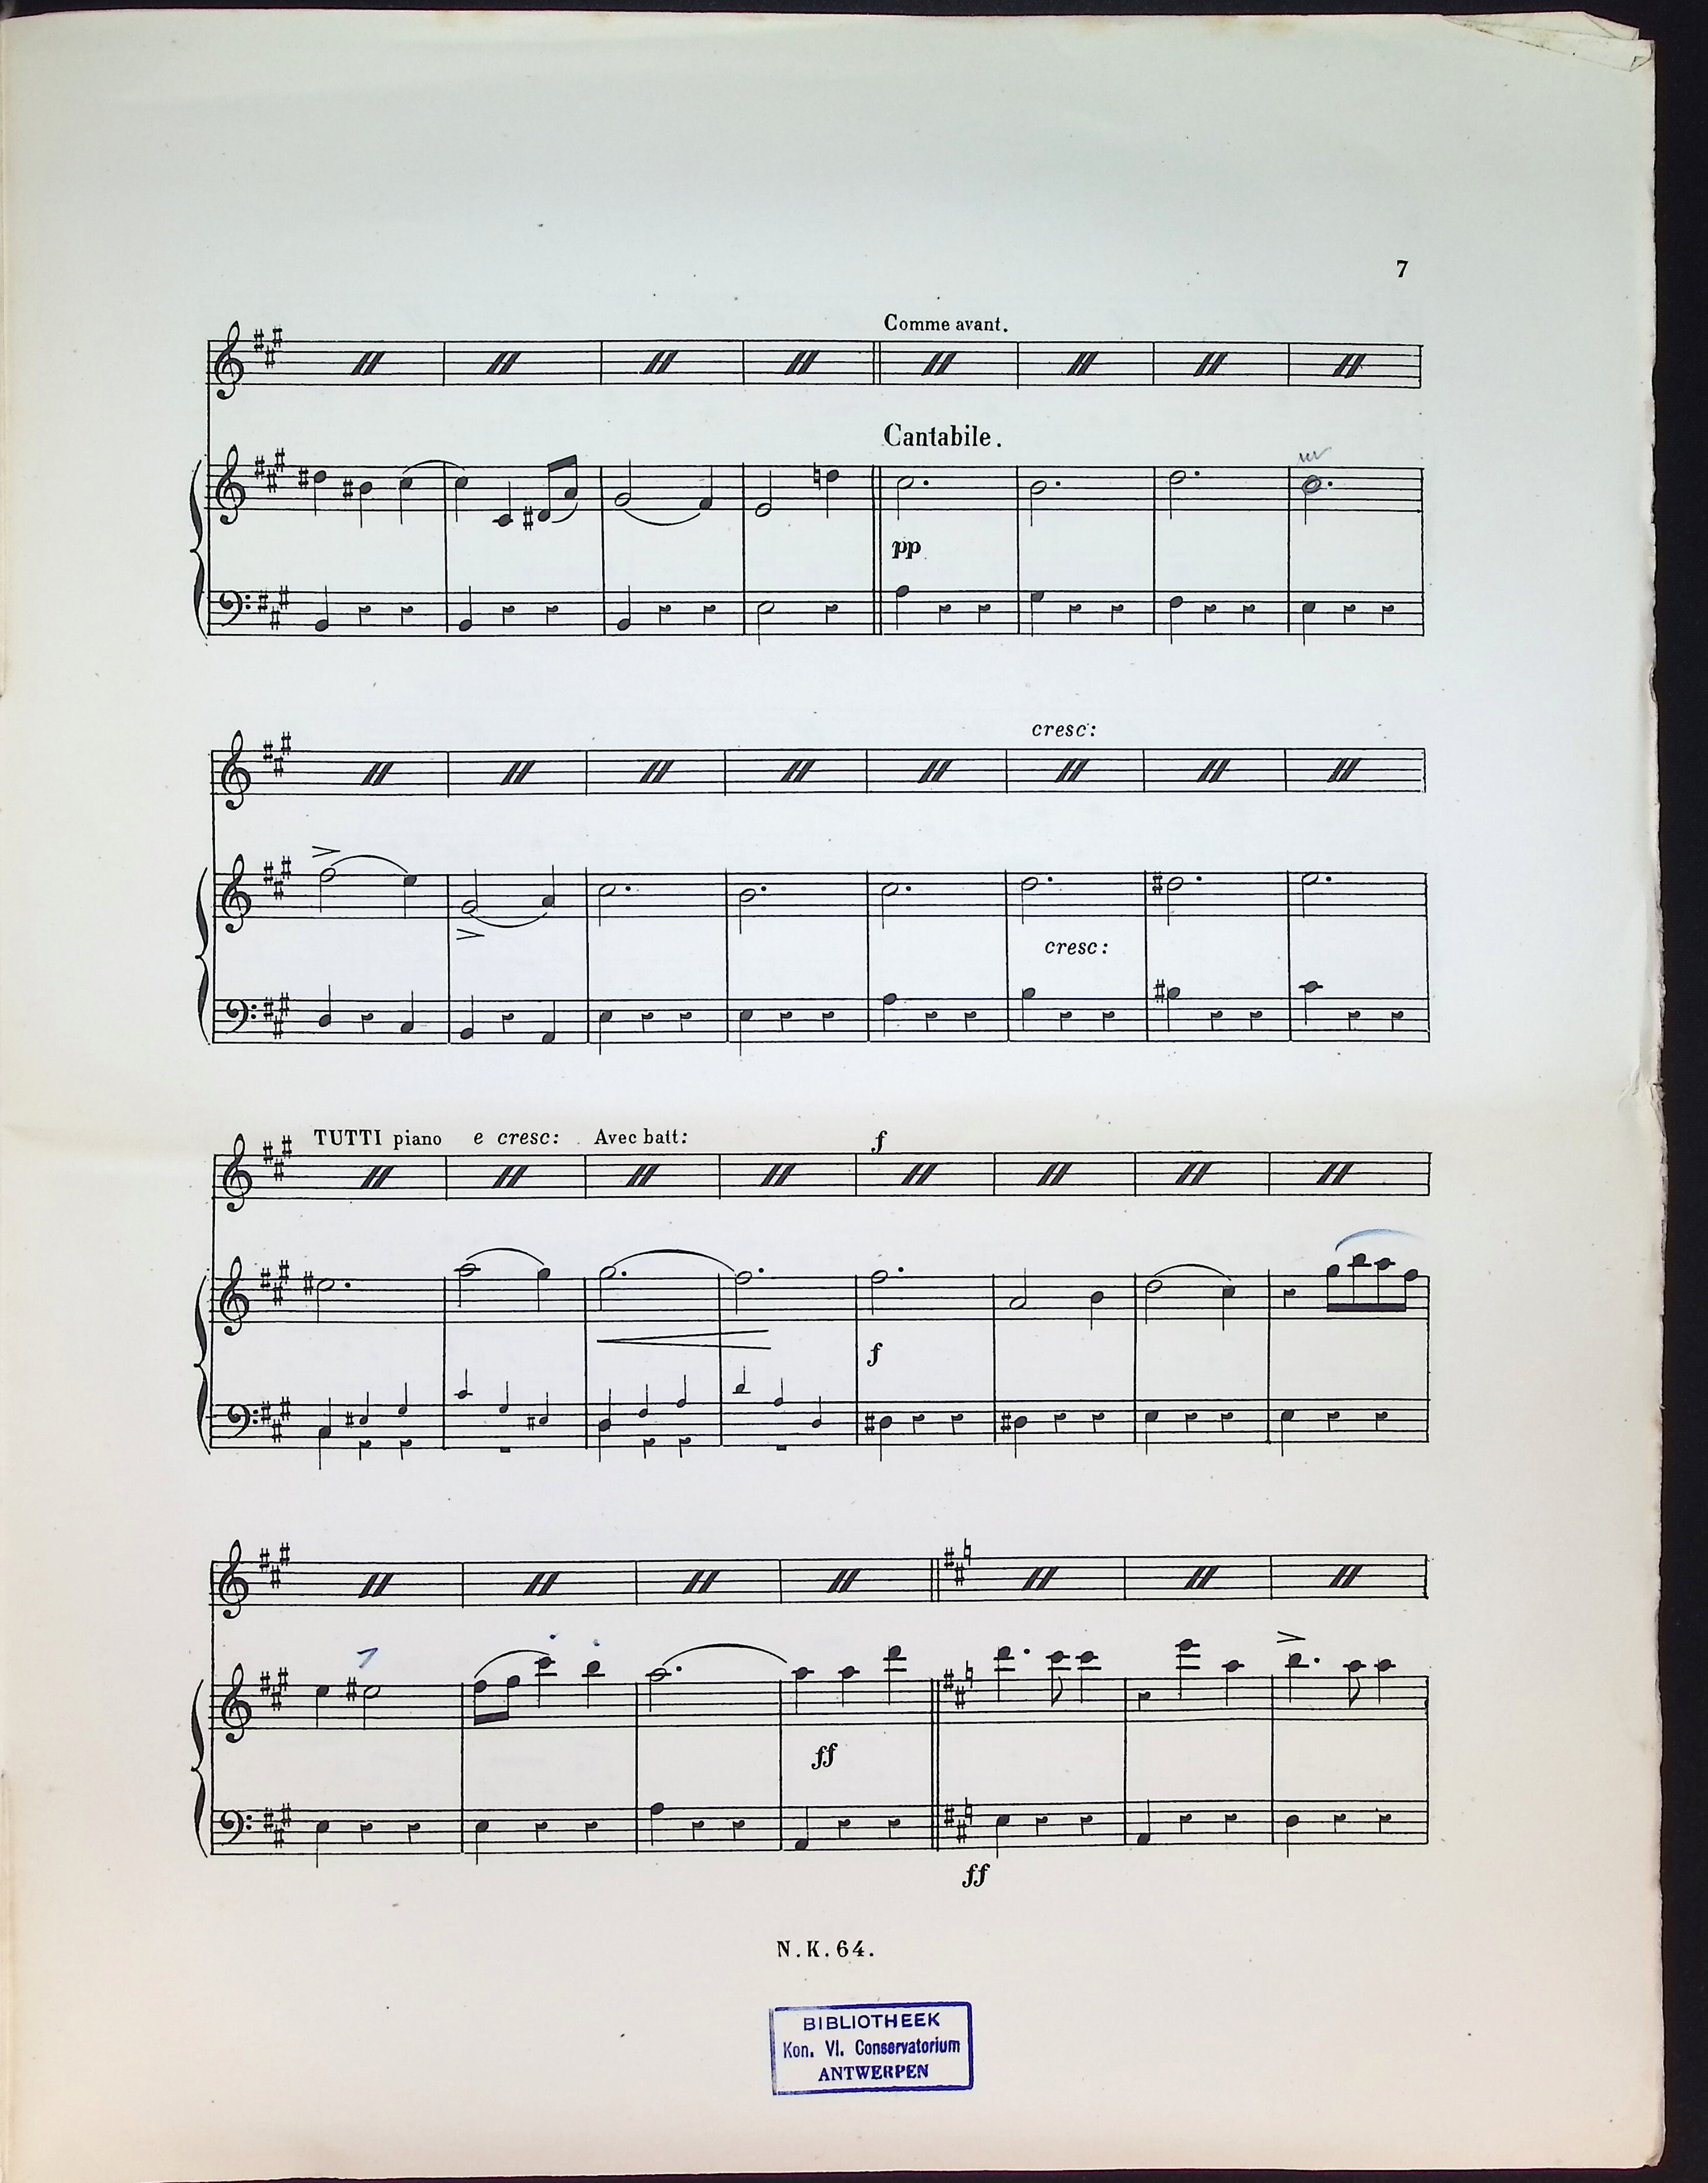 7
Comme avant.
Cantabile.
pp
cresc:
cresc:
TUTTI piano e cresc: Avec batt: f
f
ff
ff
N.K.64.
BIBLIOTHEEK
Kon. Vl. Conservatorium
ANTWERPEN